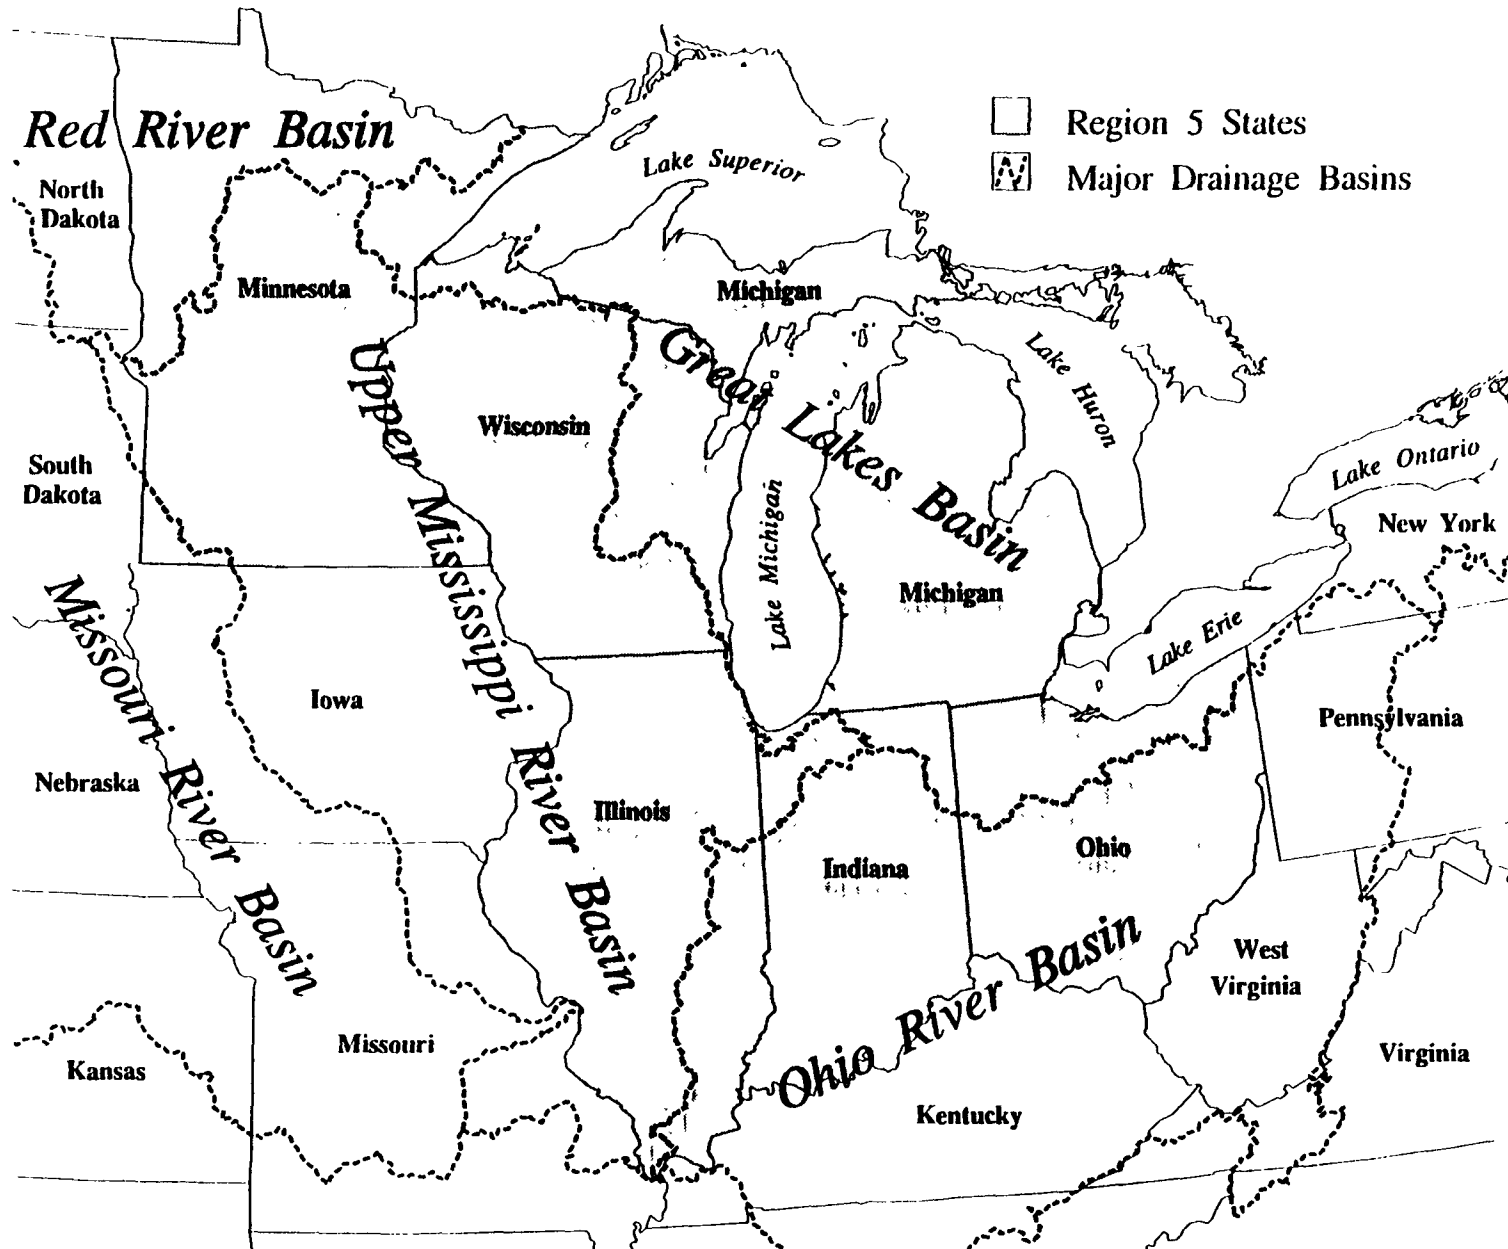 Red River Basin
Region 5 States
Major Drainage Basins
Lake Superior
North
Dakota
Minnesota
Michigan
Upper Mississippi River Basin
Great Lakes Basin
Lake Huron
Wisconsin
South
Dakota
Lake Ontario
New York
Lake Michigan
Michigan
Missouri River Basin
Lake Erie
Iowa
Pennsylvania
Nebraska
Illinois
Indiana
Ohio
Ohio River Basin
West
Virginia
Missouri
Kansas
Virginia
Kentucky